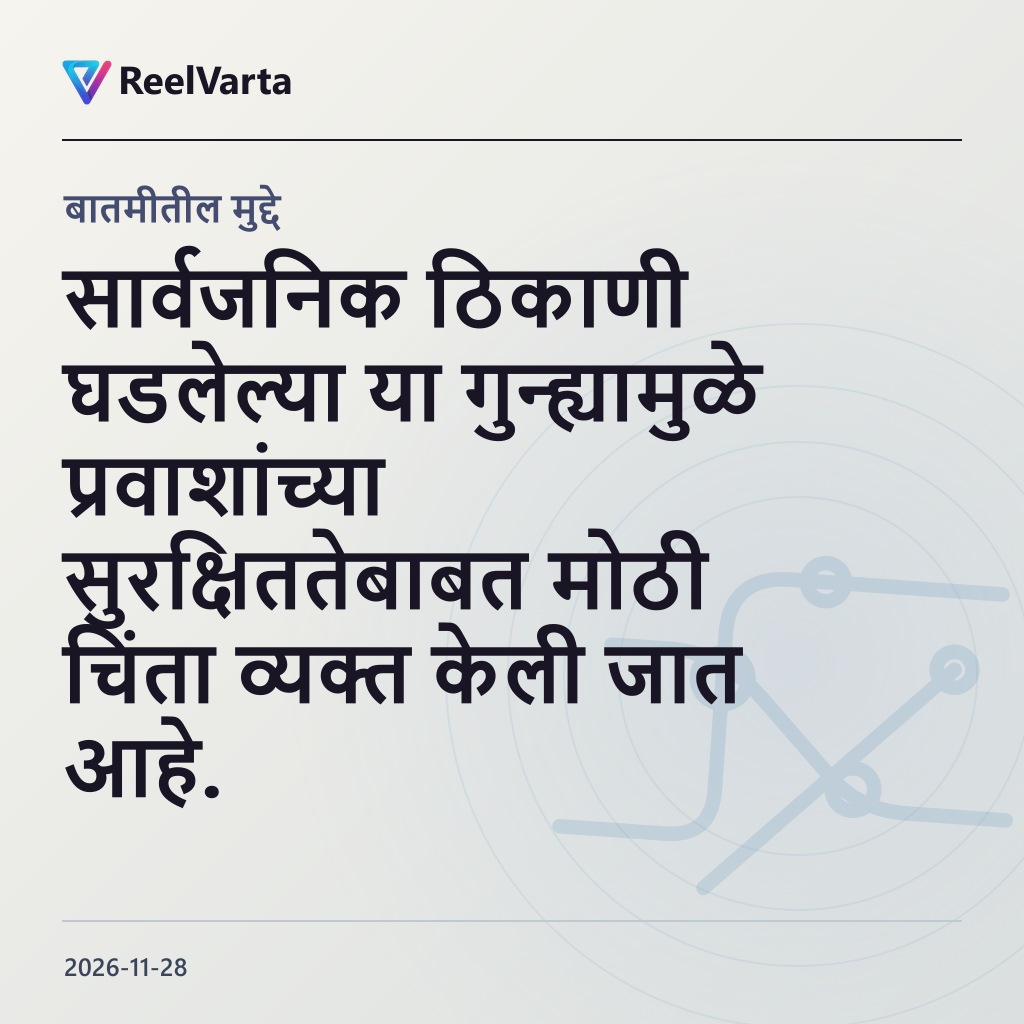 ReelVarta
बातमीतील मुद्दे
सार्वजनिक ठिकाणी
घडलेल्या या गुन्ह्यामुळे
प्रवाशांच्या
सुरक्षिततेबाबत मोठी
चिंता व्यक्त केली जात
आहे.
2026-11-28